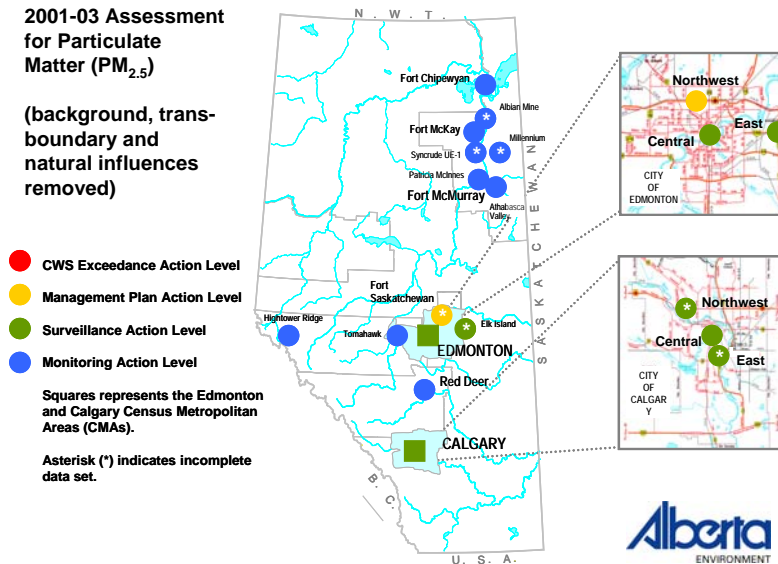 2001-03 Assessment
for Particulate
Matter (PM2.5)
(background, trans-
boundary and
natural influences
removed)
CWS Exceedance Action Level
Management Plan Action Level
Surveillance Action Level
Monitoring Action Level
Squares represents the Edmonton
and Calgary Census Metropolitan
Areas (CMAs).
Asterisk (*) indicates incomplete
data set.
N. W. T.
Fort Chipewyan
Albian Mine
*
Fort McKay
Millennium
Syncrude UE-1
*
*
Patricia McInnes
Fort McMurray
Athabasca
Valley
SASKATCHEWAN
Fort
Saskatchewan
*
Hightower Ridge
Tomahawk
*
Elk Island
EDMONTON
Red Deer
CALGARY
B. C.
U. S. A.
Northwest
East
Central
CITY
OF
EDMONTON
*
Northwest
Central
*
East
CITY
OF
CALGAR
Y
Alberta
ENVIRONMENT